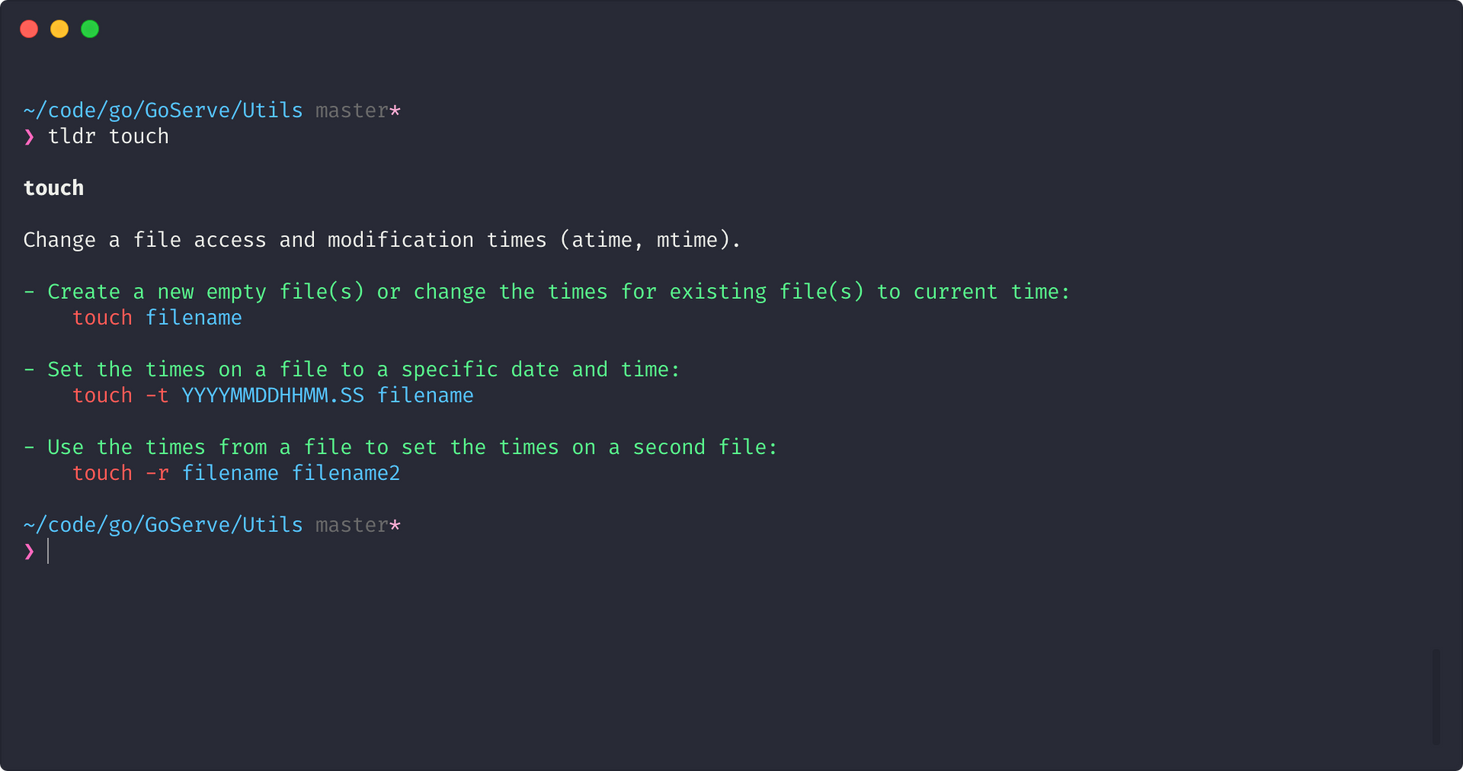 ~/code/go/GoServe/Utils master*
❯ tldr touch
touch
Change a file access and modification times (atime, mtime).
- Create a new empty file(s) or change the times for existing file(s) to current time:
touch filename
- Set the times on a file to a specific date and time:
touch -t YYYYMMDDHHMM.SS filename
- Use the times from a file to set the times on a second file:
touch -r filename filename2
~/code/go/GoServe/Utils master*
❯